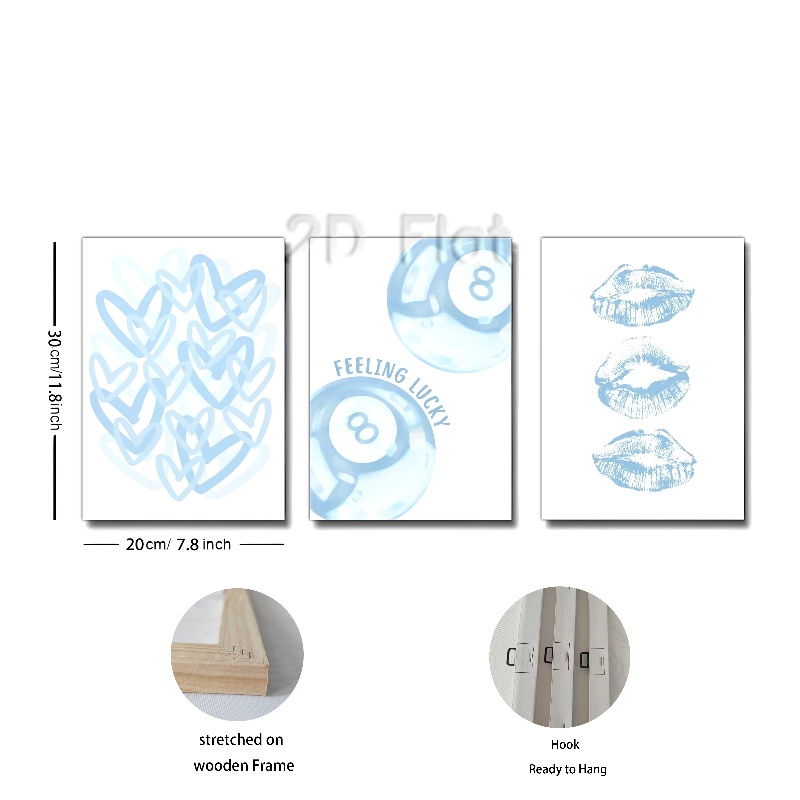 2D Flat
8
FEELING LUCKY
8
30cm/11.8inch
20cm/ 7.8 inch
stretched on
wooden Frame
Hook
Ready to Hang